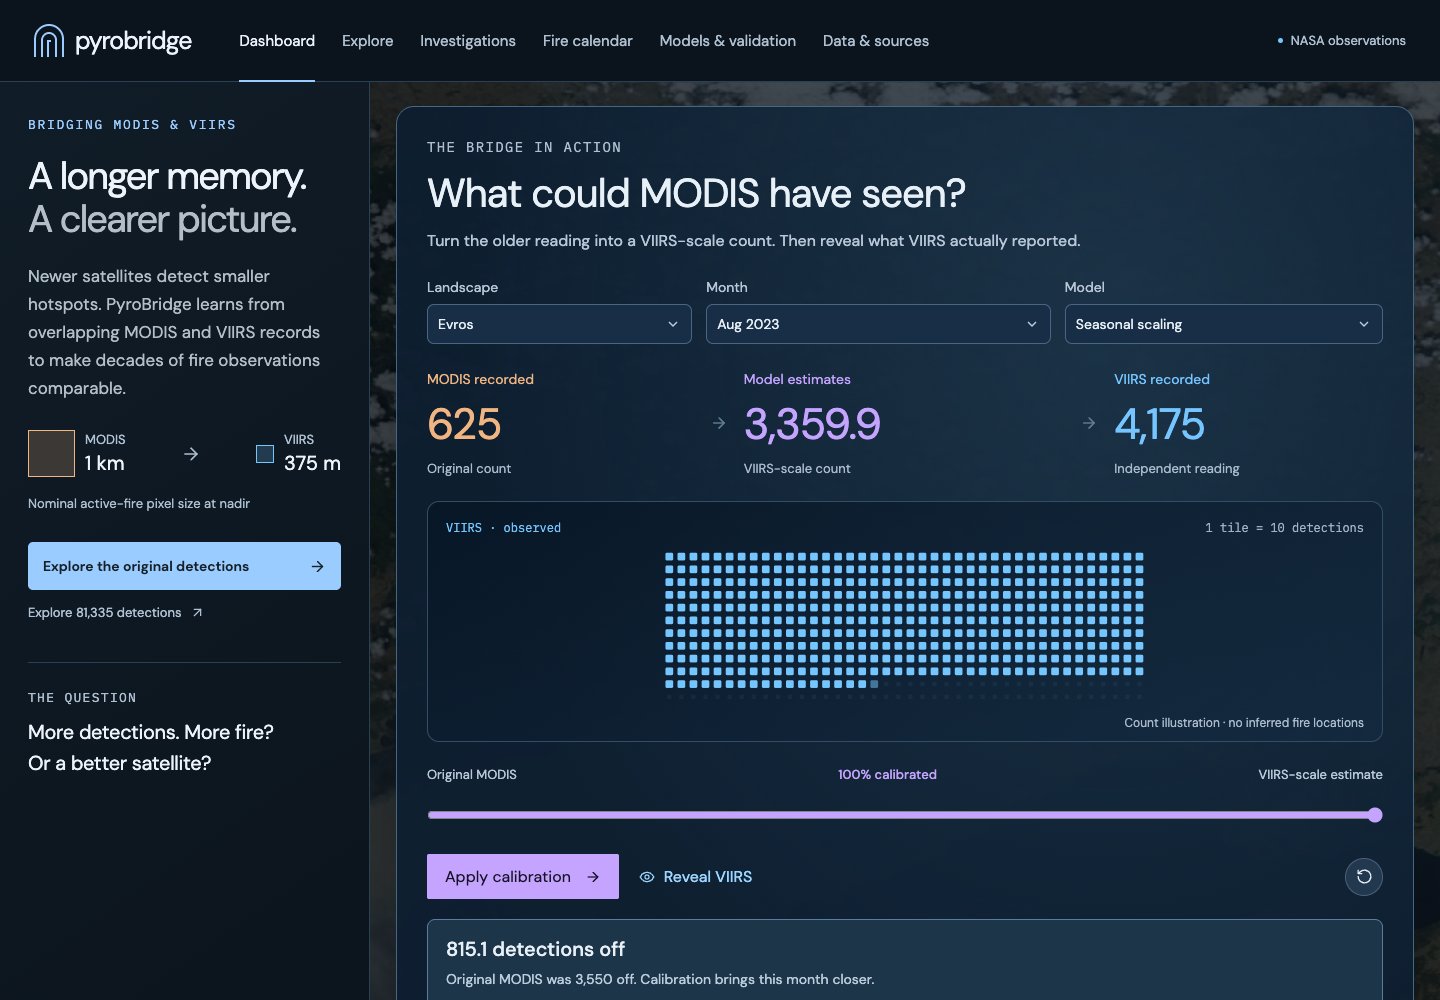 pyrobridge
Dashboard
Explore
Investigations
Fire calendar
Models & validation
Data & sources
NASA observations
BRIDGING MODIS & VIIRS
A longer memory.
A clearer picture.
Newer satellites detect smaller
hotspots. PyroBridge learns from
overlapping MODIS and VIIRS records
to make decades of fire observations
comparable.
MODIS
1 km
VIIRS
375 m
Nominal active-fire pixel size at nadir
Explore the original detections
Explore 81,335 detections
THE QUESTION
More detections. More fire?
Or a better satellite?
THE BRIDGE IN ACTION
What could MODIS have seen?
Turn the older reading into a VIIRS-scale count. Then reveal what VIIRS actually reported.
Landscape
Evros
Month
Aug 2023
Model
Seasonal scaling
MODIS recorded
625
Original count
Model estimates
3,359.9
VIIRS-scale count
VIIRS recorded
4,175
Independent reading
VIIRS · observed
1 tile = 10 detections
Count illustration · no inferred fire locations
Original MODIS
100% calibrated
VIIRS-scale estimate
Apply calibration
Reveal VIIRS
815.1 detections off
Original MODIS was 3,550 off. Calibration brings this month closer.